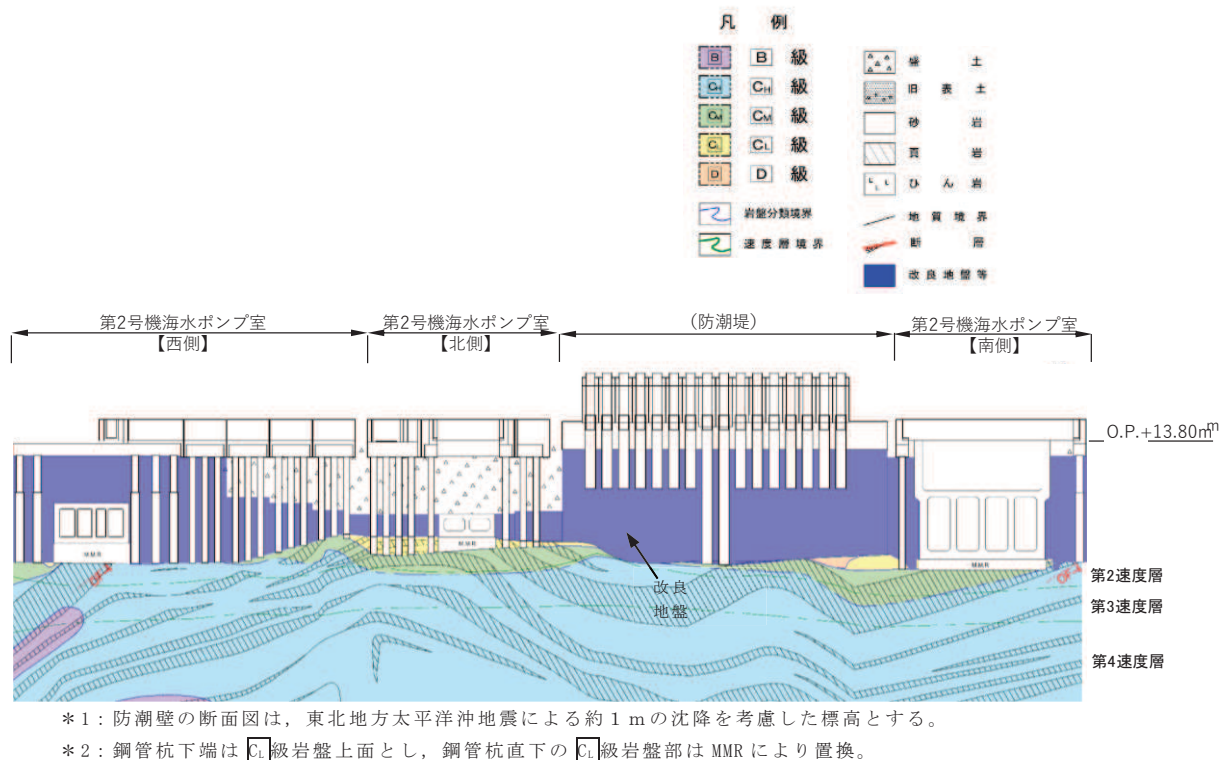 凡 例
B B 級
CH CH 級
CM CM 級
CL CL 級
D D 級
岩盤分類境界
速度層境界
盛 土
旧 表 土
砂 岩
頁 岩
ひ ん 岩
地 質 境 界
断 層
改 良 地 盤 等
第2号機海水ポンプ室
【西側】
第2号機海水ポンプ室
【北側】
(防潮堤)
第2号機海水ポンプ室
【南側】
O.P.+13.80m
MMR
MMR
MMR
改良
地盤
第2速度層
第3速度層
第4速度層
*1:防潮壁の断面図は,東北地方太平洋沖地震による約1mの沈降を考慮した標高とする。
*2:鋼管杭下端はCL級岩盤上面とし,鋼管杭直下のCL級岩盤部はMMRにより置換。